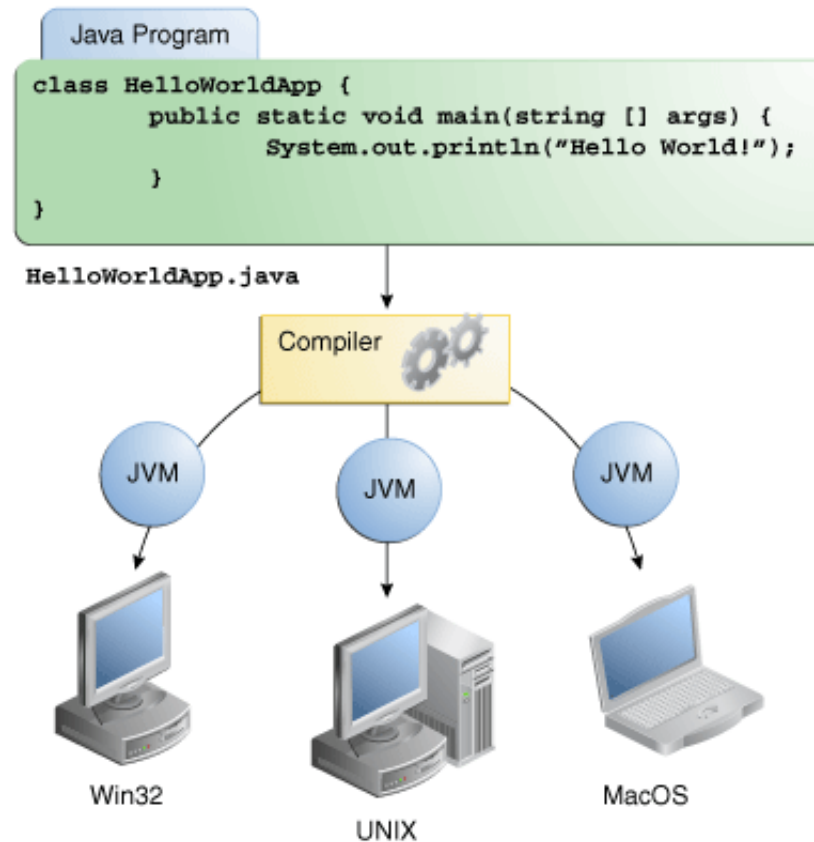 Java Program
class HelloWorldApp {
public static void main(string [] args) {
System.out.println("Hello World!");
}
}
HelloWorldApp.java
Compiler
JVM
JVM
JVM
Win32
UNIX
MacOS